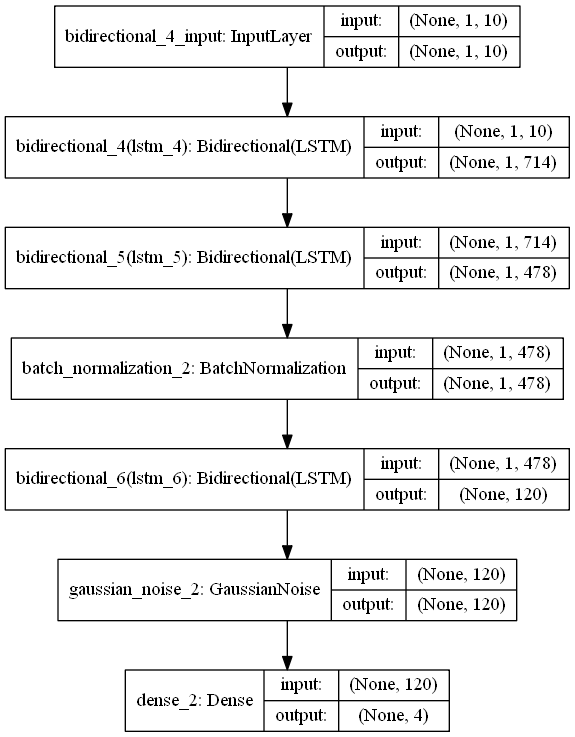 bidirectional_4_input: InputLayer
input: (None, 1, 10)
output: (None, 1, 10)
bidirectional_4(lstm_4): Bidirectional(LSTM)
input: (None, 1, 10)
output: (None, 1, 714)
bidirectional_5(lstm_5): Bidirectional(LSTM)
input: (None, 1, 714)
output: (None, 1, 478)
batch_normalization_2: BatchNormalization
input: (None, 1, 478)
output: (None, 1, 478)
bidirectional_6(lstm_6): Bidirectional(LSTM)
input: (None, 1, 478)
output: (None, 120)
gaussian_noise_2: GaussianNoise
input: (None, 120)
output: (None, 120)
dense_2: Dense
input: (None, 120)
output: (None, 4)